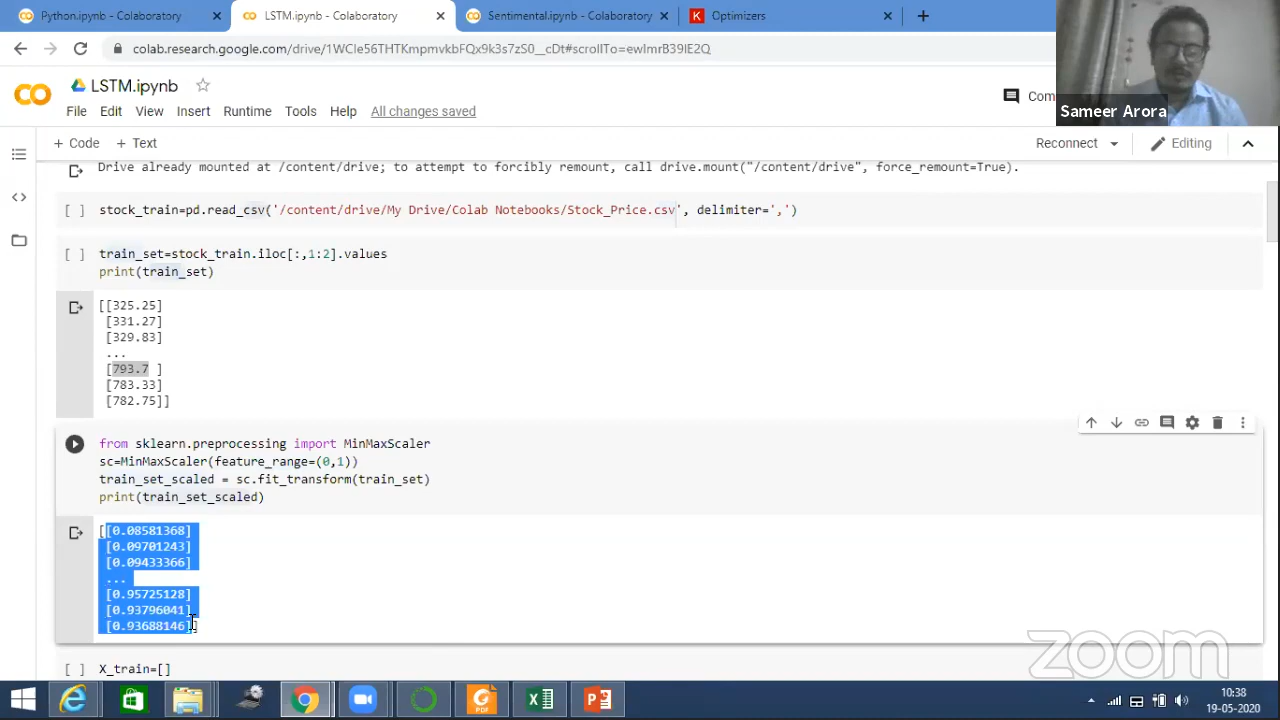 Python.ipynb - Colaboratory
LSTM.ipynb - Colaboratory
Sentimental.ipynb - Colaboratory
K Optimizers
colab.research.google.com/drive/1WCIe56THTKmpmvkbFQx9k3s7zS0__cDt#scrollTo=ewImrB39IE2Q
LSTM.ipynb
File Edit View Insert Runtime Tools Help All changes saved
Com
Sameer Arora
+ Code + Text
Reconnect
Editing
Drive already mounted at /content/drive; to attempt to forcibly remount, call drive.mount("/content/drive", force_remount=True).
[ ] stock_train=pd.read_csv('/content/drive/My Drive/Colab Notebooks/Stock_Price.csv', delimiter=',')
[ ] train_set=stock_train.iloc[:,1:2].values
print(train_set)
[[325.25]
[331.27]
[329.83]
...
[793.7 ]
[783.33]
[782.75]]
from sklearn.preprocessing import MinMaxScaler
sc=MinMaxScaler(feature_range=(0,1))
train_set_scaled = sc.fit_transform(train_set)
print(train_set_scaled)
[[0.08581368]
[0.09701243]
[0.09433366]
...
[0.95725128]
[0.93796041]
[0.93688146]]
[ ] X_train=[]
zoom
PDF
10:38
19-05-2020